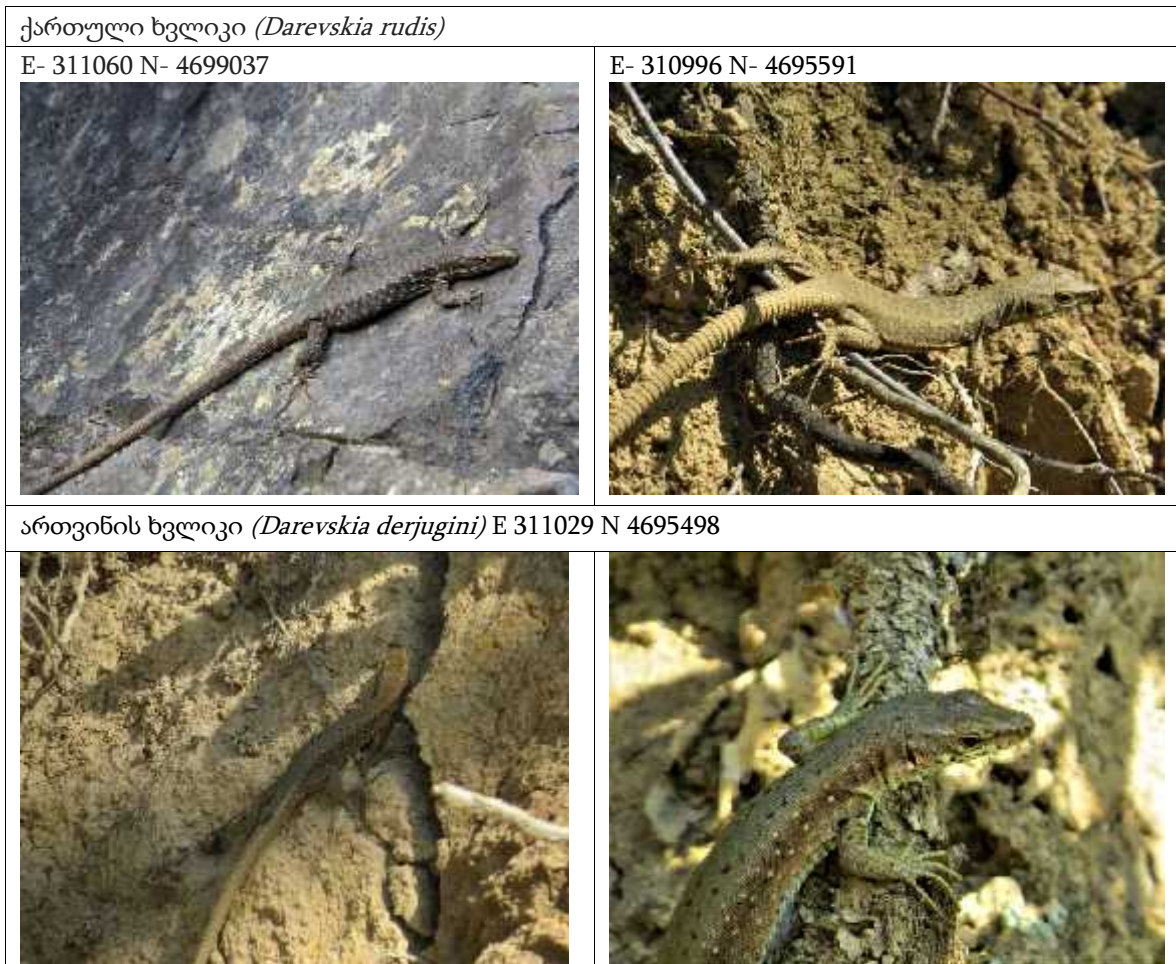 ქართული ხვლიკი (Darevskia rudis)
E- 311060 N- 4699037
E- 310996 N- 4695591
ართვინის ხვლიკი (Darevskia derjugini) E 311029 N 4695498